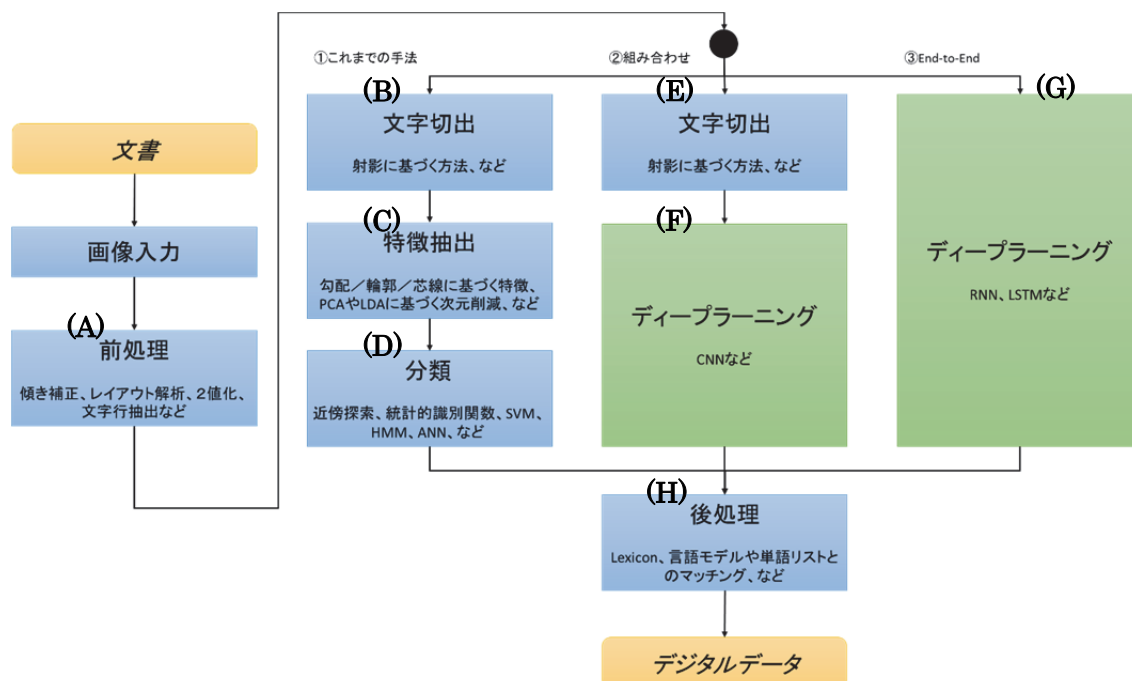 文書
画像入力
(A)
前処理
傾き補正、レイアウト解析、２値化、
文字行抽出など
①これまでの手法
(B)
文字切出
射影に基づく方法、など
(C)
特徴抽出
勾配／輪郭／芯線に基づく特徴、
PCAやLDAに基づく次元削減、など
(D)
分類
近傍探索、統計的識別関数、SVM、
HMM、ANN、など
②組み合わせ
(E)
文字切出
射影に基づく方法、など
(F)
ディープラーニング
CNNなど
③End-to-End
(G)
ディープラーニング
RNN、LSTMなど
(H)
後処理
Lexicon、言語モデルや単語リストと
のマッチング、など
デジタルデータ